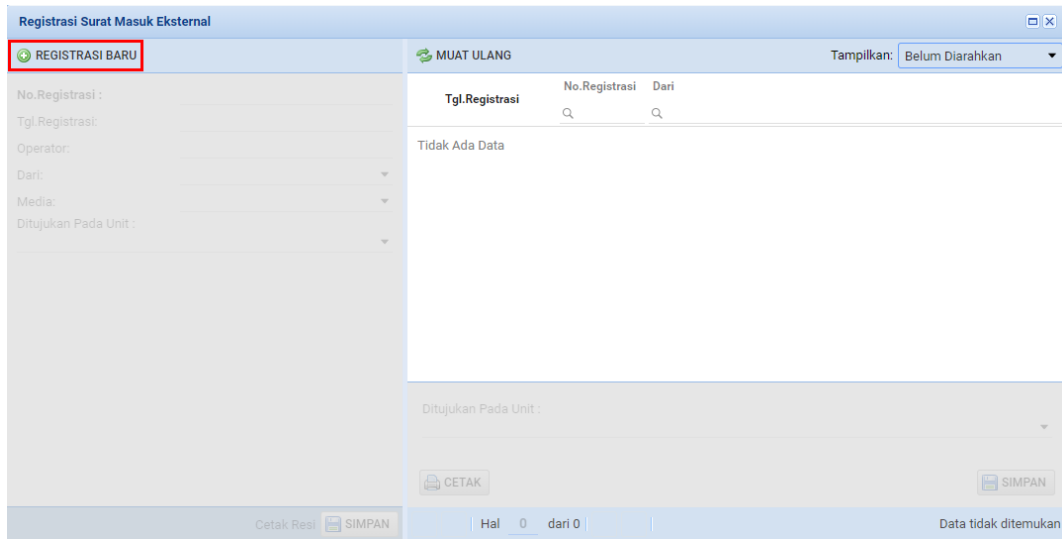 Registrasi Surat Masuk Eksternal
REGISTRASI BARU
No.Registrasi :
Tgl.Registrasi:
Operator:
Dari:
Media:
Ditujukan Pada Unit :
Cetak Resi SIMPAN
MUAT ULANG Tampilkan: Belum Diarahkan
Tgl.Registrasi No.Registrasi Dari
Tidak Ada Data
Ditujukan Pada Unit :
CETAK SIMPAN
Hal 0 dari 0 Data tidak ditemukan